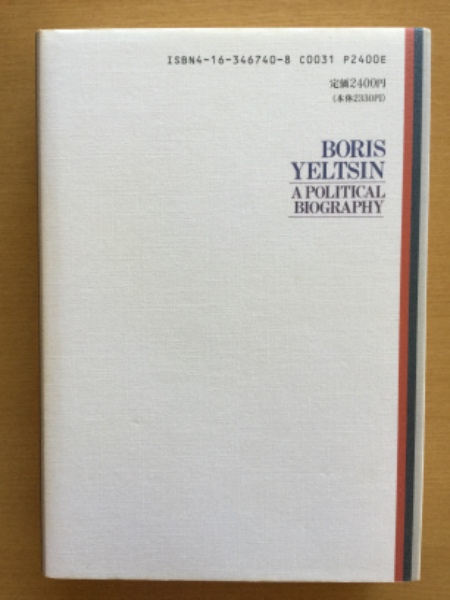 ISBN4-16-346740-8 C0031 P2400E
定価2400円
(本体2330円)
BORIS
YELTSIN
A POLITICAL
BIOGRAPHY